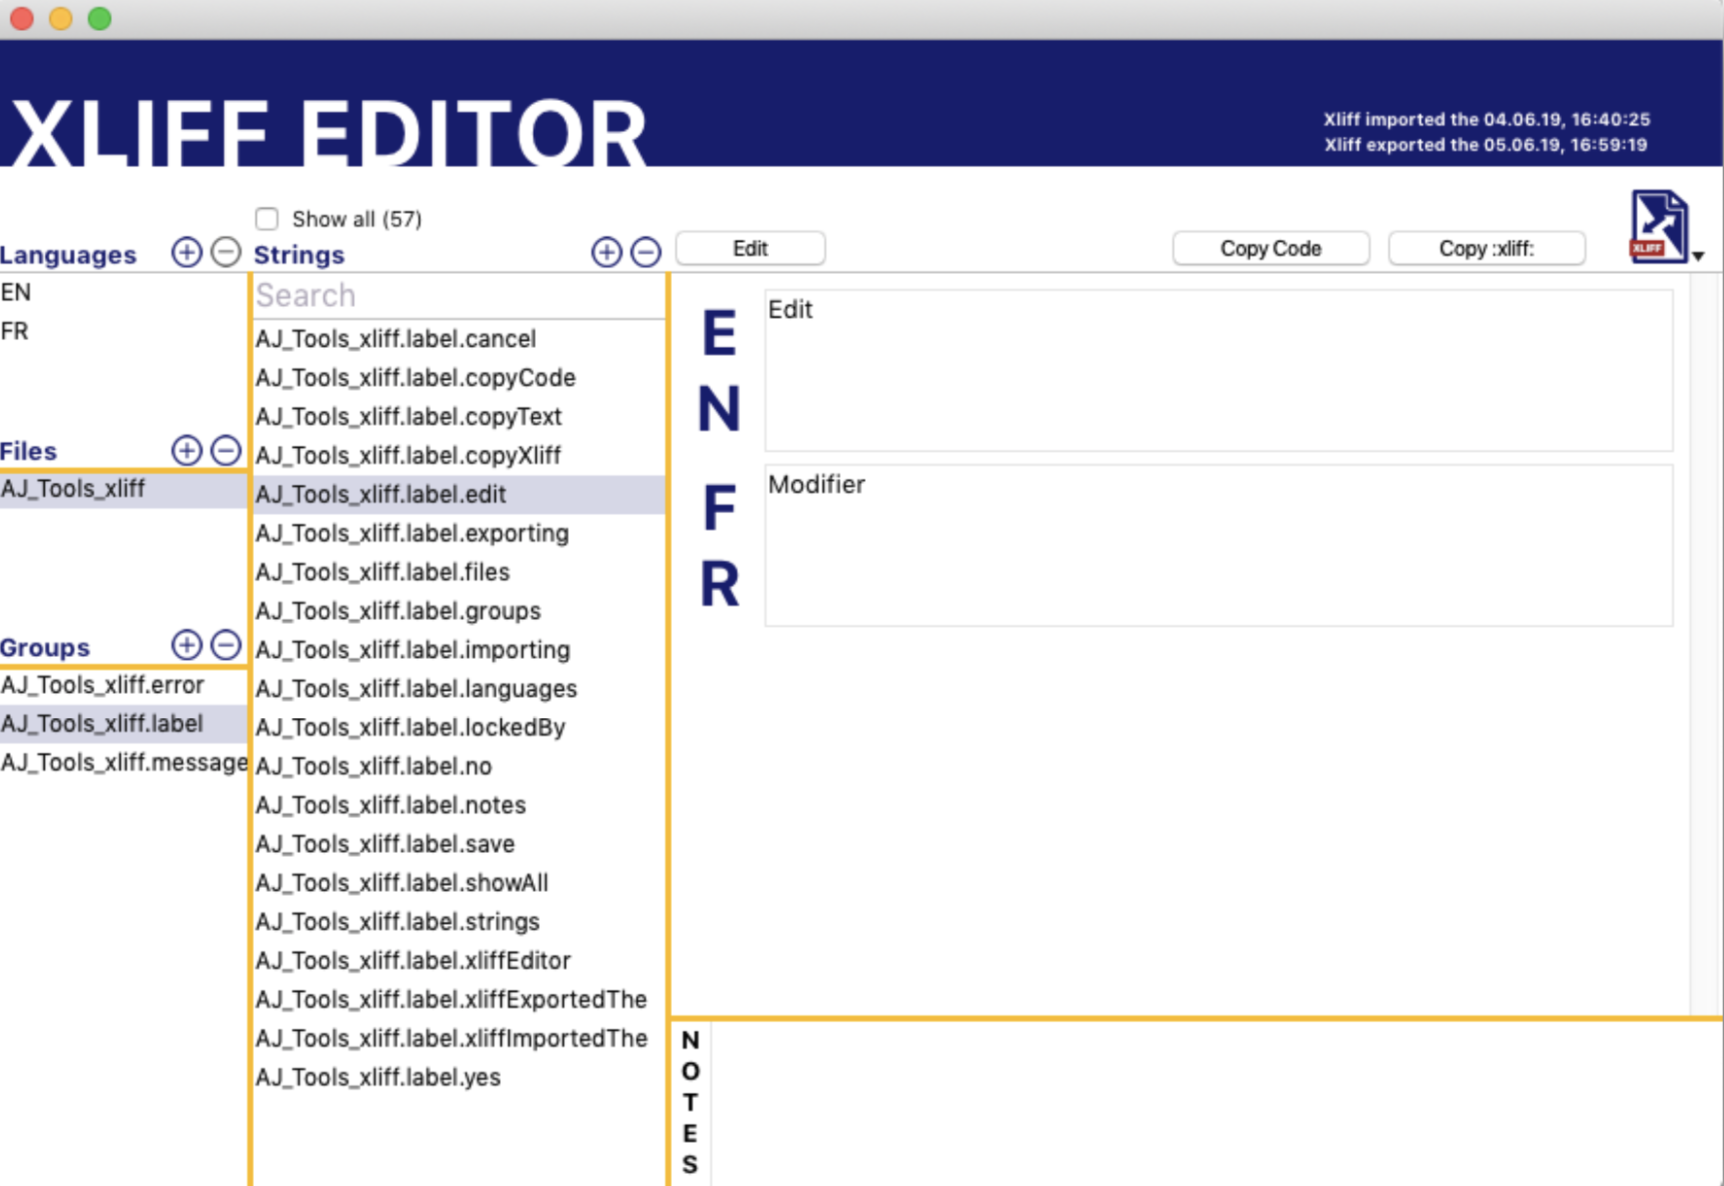 XLIFF EDITOR
Xliff imported the 04.06.19, 16:40:25
Xliff exported the 05.06.19, 16:59:19
Show all (57)
Languages
Strings
Edit
Copy Code
Copy :xliff:
XLIFF
EN
FR
Files
AJ_Tools_xliff
Groups
AJ_Tools_xliff.error
AJ_Tools_xliff.label
AJ_Tools_xliff.message
Search
AJ_Tools_xliff.label.cancel
AJ_Tools_xliff.label.copyCode
AJ_Tools_xliff.label.copyText
AJ_Tools_xliff.label.copyXliff
AJ_Tools_xliff.label.edit
AJ_Tools_xliff.label.exporting
AJ_Tools_xliff.label.files
AJ_Tools_xliff.label.groups
AJ_Tools_xliff.label.importing
AJ_Tools_xliff.label.languages
AJ_Tools_xliff.label.lockedBy
AJ_Tools_xliff.label.no
AJ_Tools_xliff.label.notes
AJ_Tools_xliff.label.save
AJ_Tools_xliff.label.showAll
AJ_Tools_xliff.label.strings
AJ_Tools_xliff.label.xliffEditor
AJ_Tools_xliff.label.xliffExportedThe
AJ_Tools_xliff.label.xliffImportedThe
AJ_Tools_xliff.label.yes
EN
Edit
FR
Modifier
NOTES